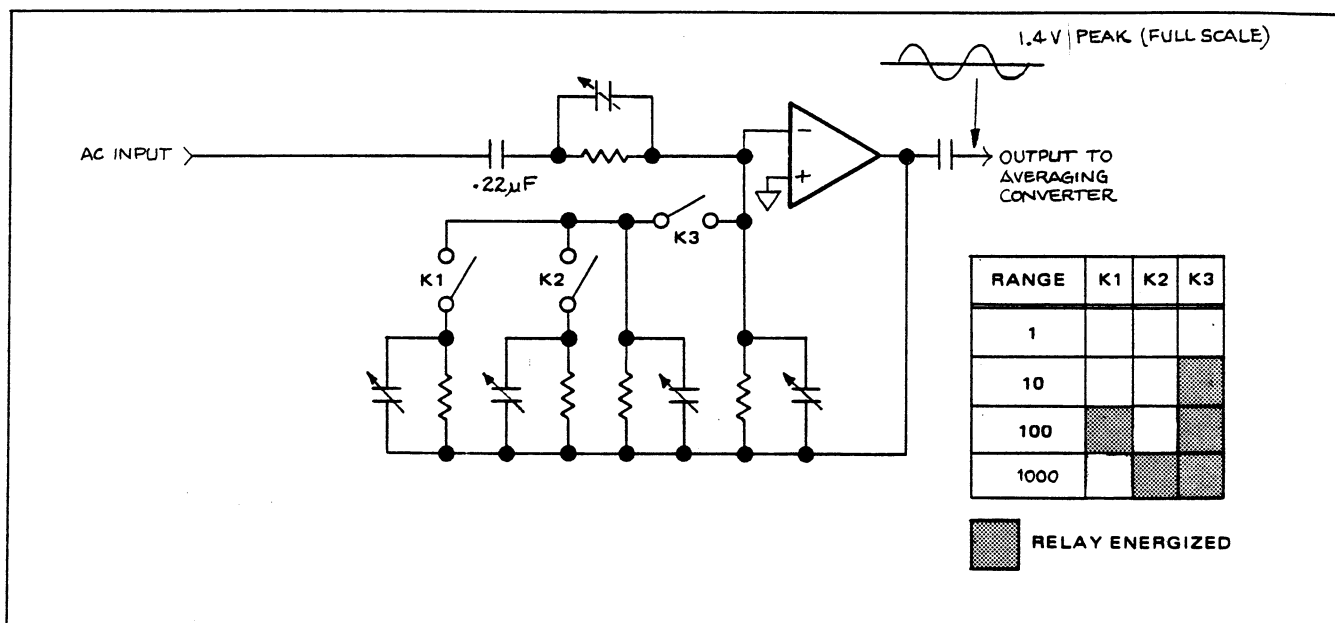 1.4V PEAK (FULL SCALE)
AC INPUT
.22μF
−
+
OUTPUT TO
AVERAGING
CONVERTER
K3
K1
K2
RANGE K1 K2 K3
1
10
100
1000
RELAY ENERGIZED